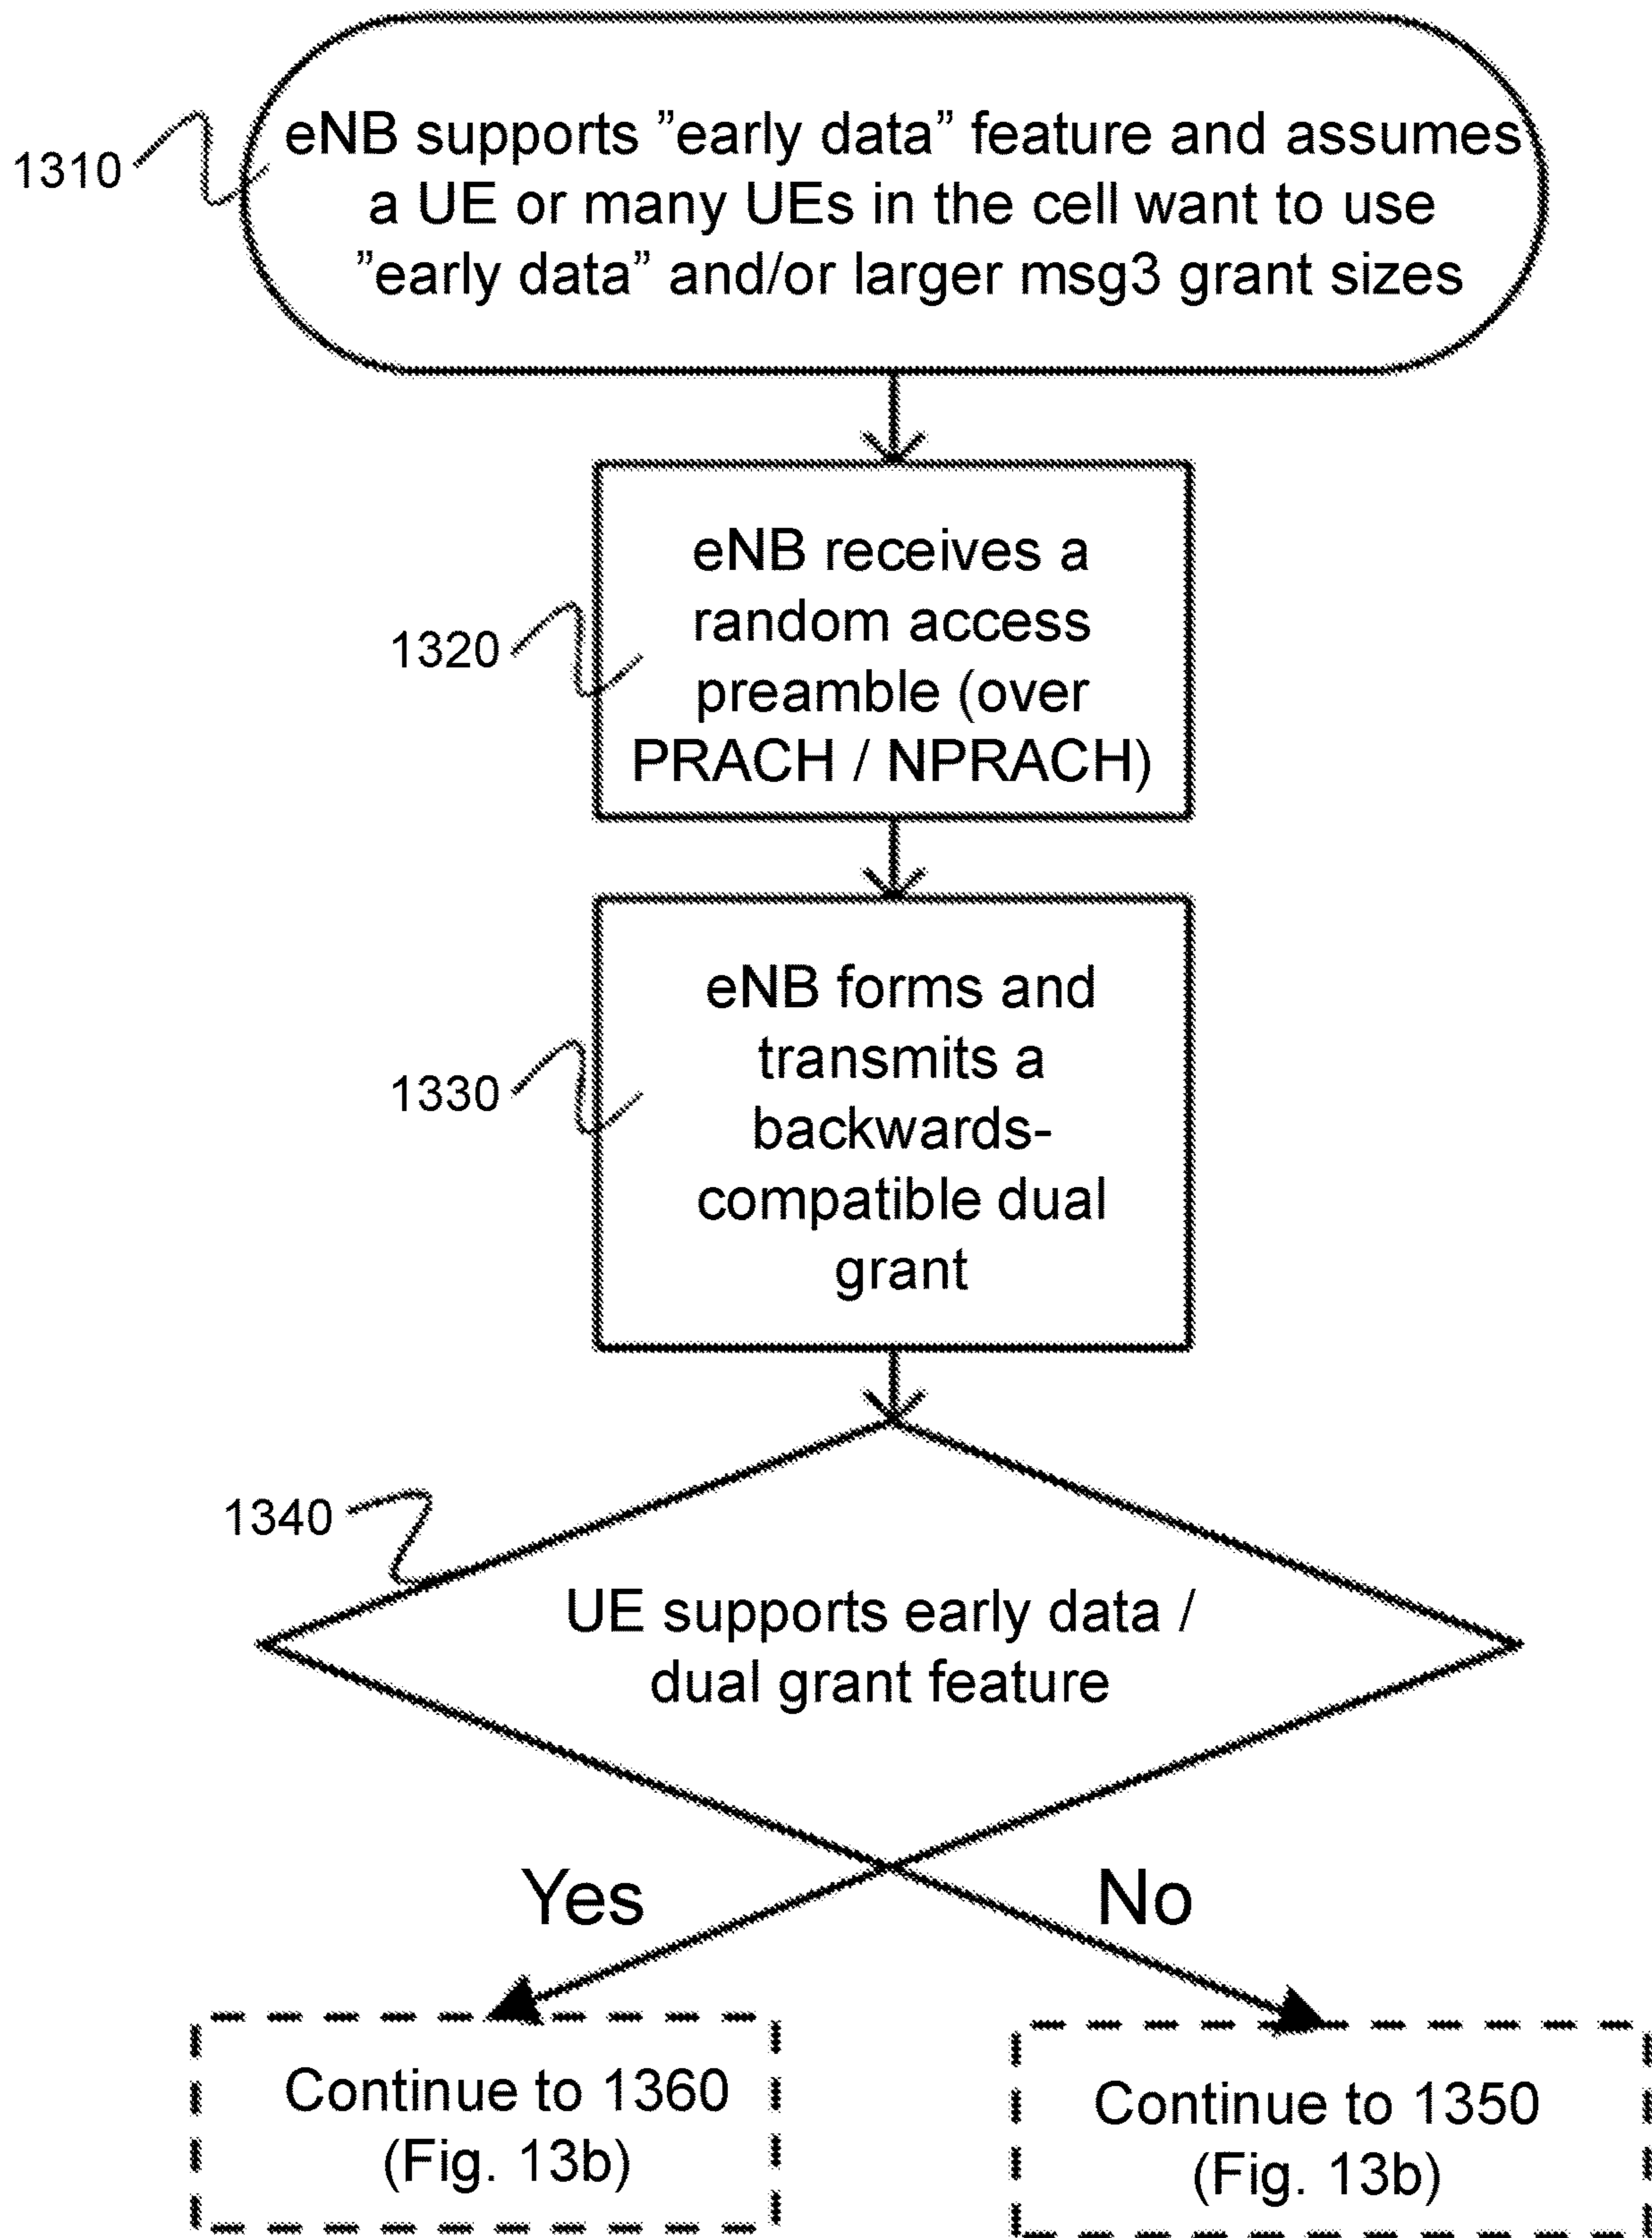 eNB supports ”early data” feature and assumes
1310
a UE or many UEs in the cell want to use
”early data” and/or larger msg3 grant sizes
eNB receives a
random access
1320
preamble (over
PRACH / NPRACH)
eNB forms and
transmits a
1330
backwards-
compatible dual
grant
1340
UE supports early data /
dual grant feature
Yes
No
Continue to 1360
(Fig. 13b)
Continue to 1350
(Fig. 13b)